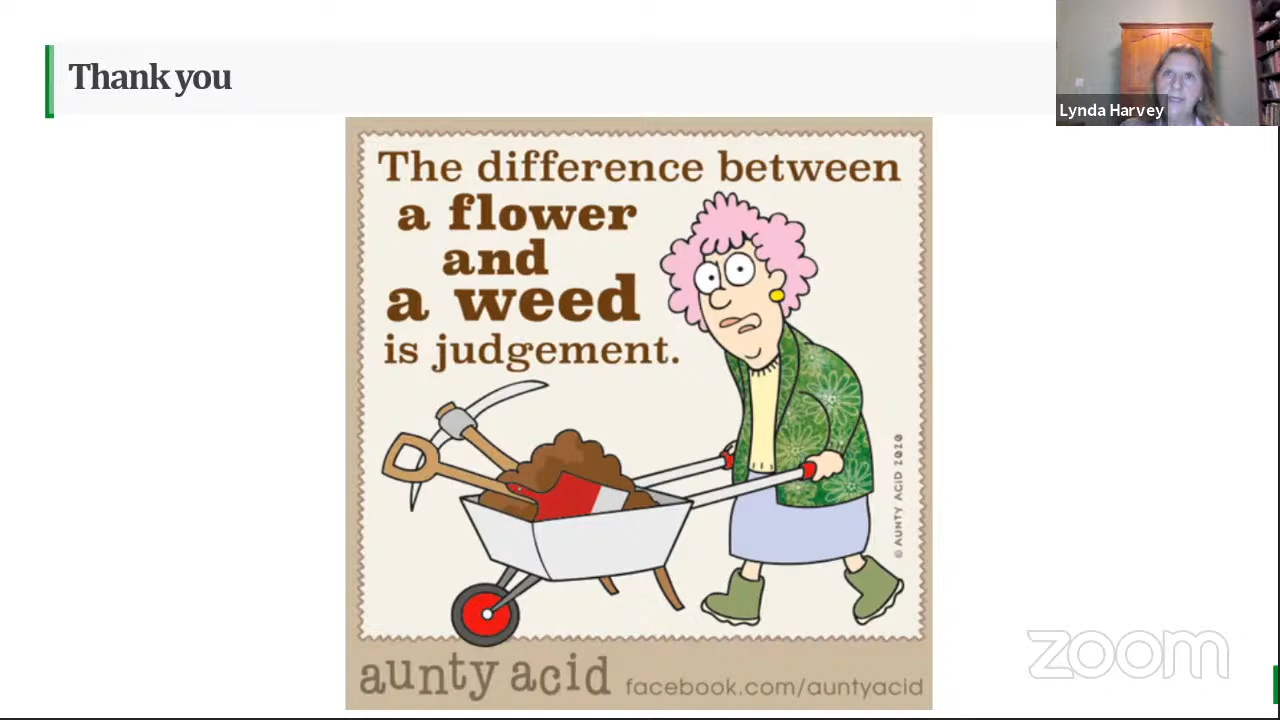 Thank you
Lynda Harvey
The difference between
a flower
and
a weed
is judgement.
© AUNTY ACID 2020
aunty acid
facebook.com/auntyacid
zoom